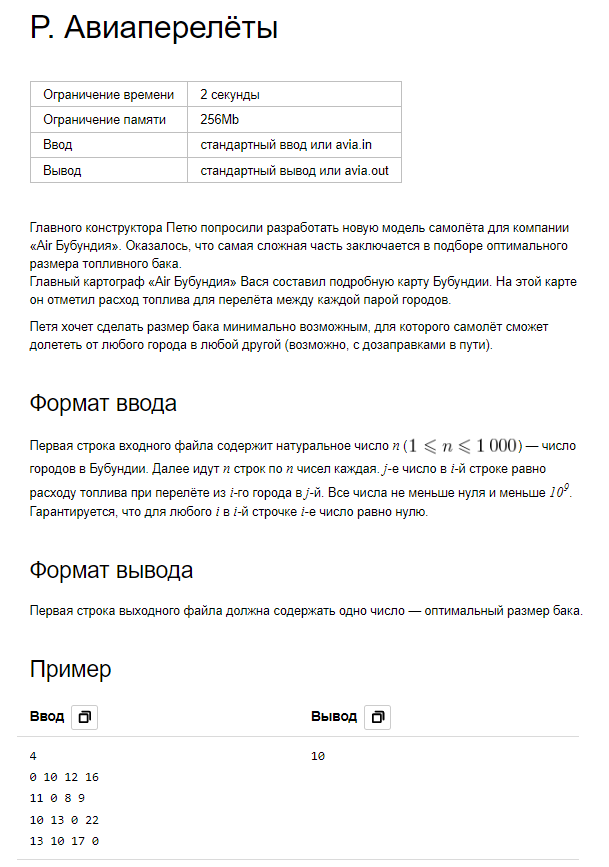 P. Авиаперелёты
Ограничение времени 2 секунды
Ограничение памяти 256Mb
Ввод стандартный ввод или avia.in
Вывод стандартный вывод или avia.out
Главного конструктора Петю попросили разработать новую модель самолёта для компании
«Air Бубундия». Оказалось, что самая сложная часть заключается в подборе оптимального
размера топливного бака.
Главный картограф «Air Бубундия» Вася составил подробную карту Бубундии. На этой карте
он отметил расход топлива для перелёта между каждой парой городов.
Петя хочет сделать размер бака минимально возможным, для которого самолёт сможет
долететь от любого города в любой другой (возможно, с дозаправками в пути).
Формат ввода
Первая строка входного файла содержит натуральное число n (1 ⩽ n ⩽ 1 000) — число
городов в Бубундии. Далее идут n строк по n чисел каждая. j-е число в i-й строке равно
расходу топлива при перелёте из i-го города в j-й. Все числа не меньше нуля и меньше 10⁹.
Гарантируется, что для любого i в i-й строчке i-е число равно нулю.
Формат вывода
Первая строка выходного файла должна содержать одно число — оптимальный размер бака.
Пример
Ввод Вывод
4 10
0 10 12 16
11 0 8 9
10 13 0 22
13 10 17 0